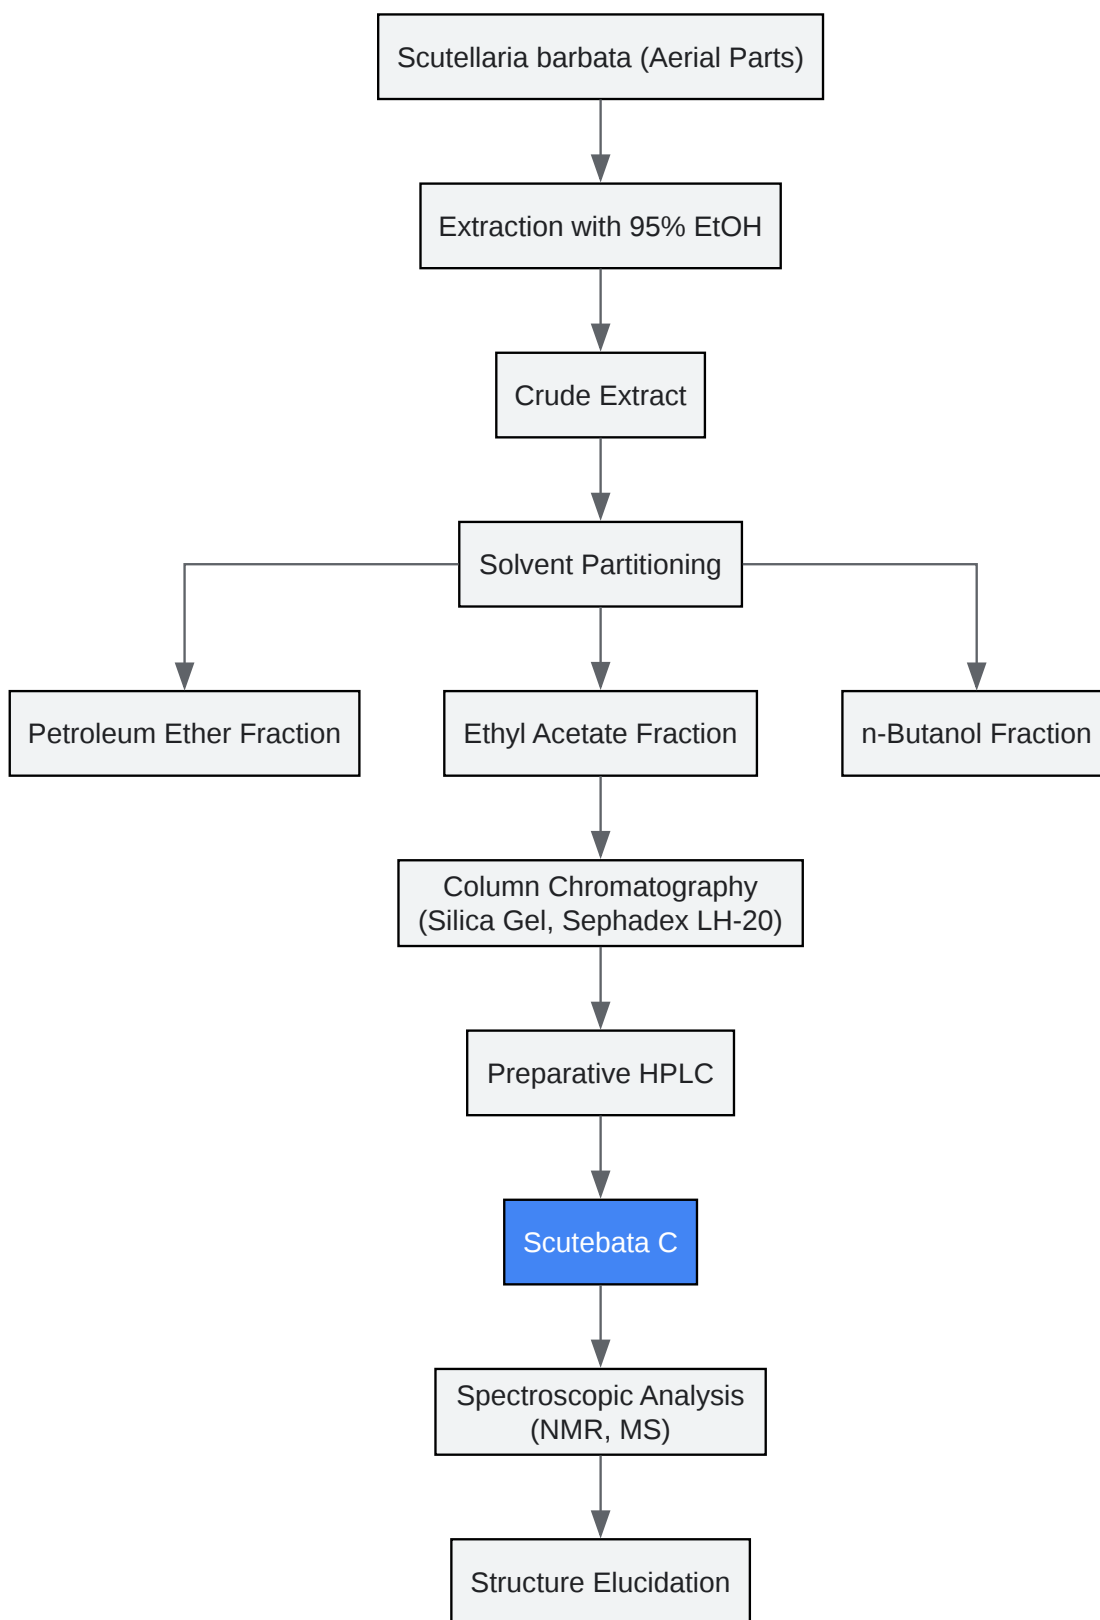 Scutellaria barbata (Aerial Parts)
Extraction with 95% EtOH
Crude Extract
Solvent Partitioning
Petroleum Ether Fraction
Ethyl Acetate Fraction
n-Butanol Fraction
Column Chromatography
(Silica Gel, Sephadex LH-20)
Preparative HPLC
Scutebata C
Spectroscopic Analysis
(NMR, MS)
Structure Elucidation